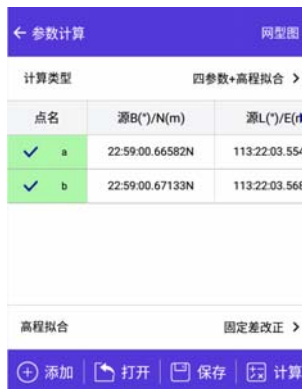 ← 参数计算 网型图
计算类型 四参数+高程拟合 >
点名 源B(°)/N(m) 源L(°)/E(m
a 22:59:00.66582N 113:22:03.554
b 22:59:00.67133N 113:22:03.568
高程拟合 固定差改正 >
添加 打开 保存 计算